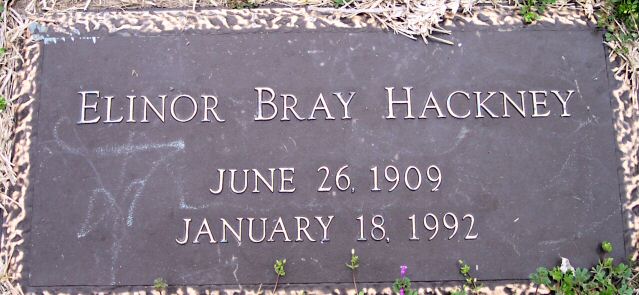 ELINOR BRAY HACKNEY
JUNE 26, 1909
JANUARY 18, 1992